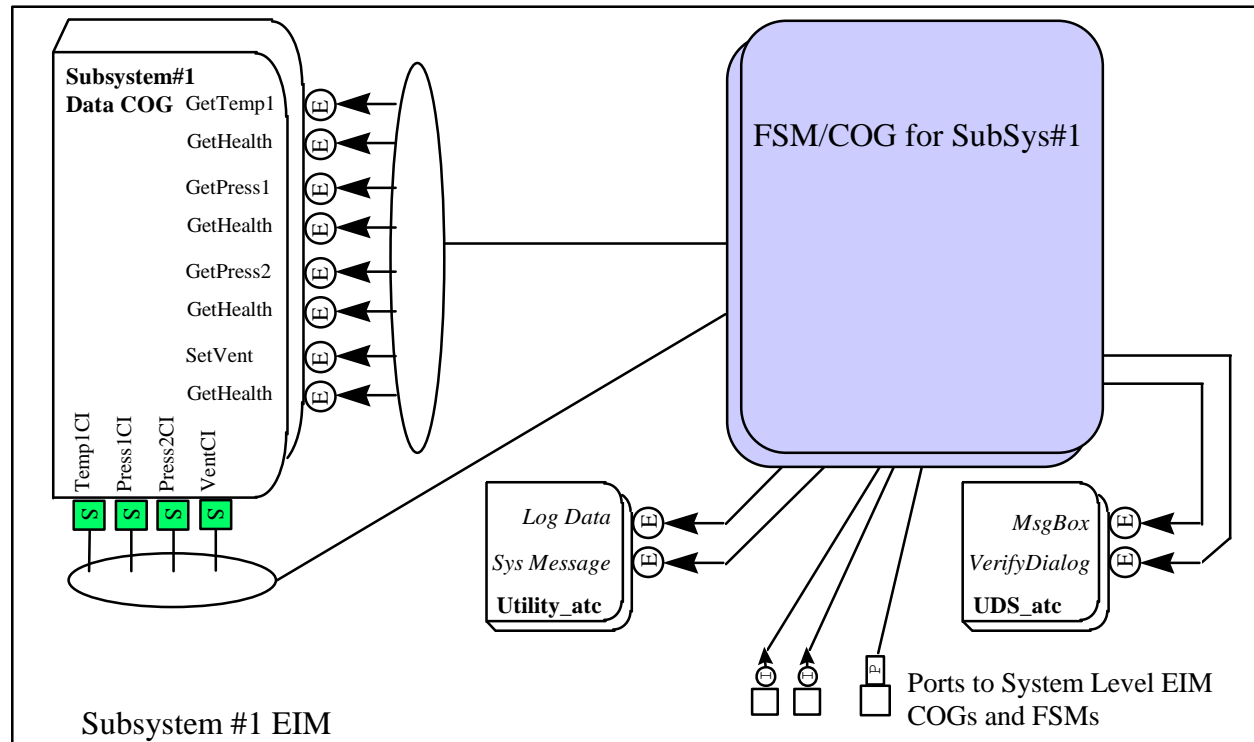 Subsystem#1
Data COG
GetTemp1
E
GetHealth
E
GetPress1
E
GetHealth
E
GetPress2
E
GetHealth
E
SetVent
E
GetHealth
E
Temp1CI
Press1CI
Press2CI
VentCI
S
S
S
S
FSM/COG for SubSys#1
Log Data
E
Sys Message
E
Utility_atc
MsgBox
E
VerifyDialog
E
UDS_atc
I
I
P
Ports to System Level EIM
COGs and FSMs
Subsystem #1 EIM